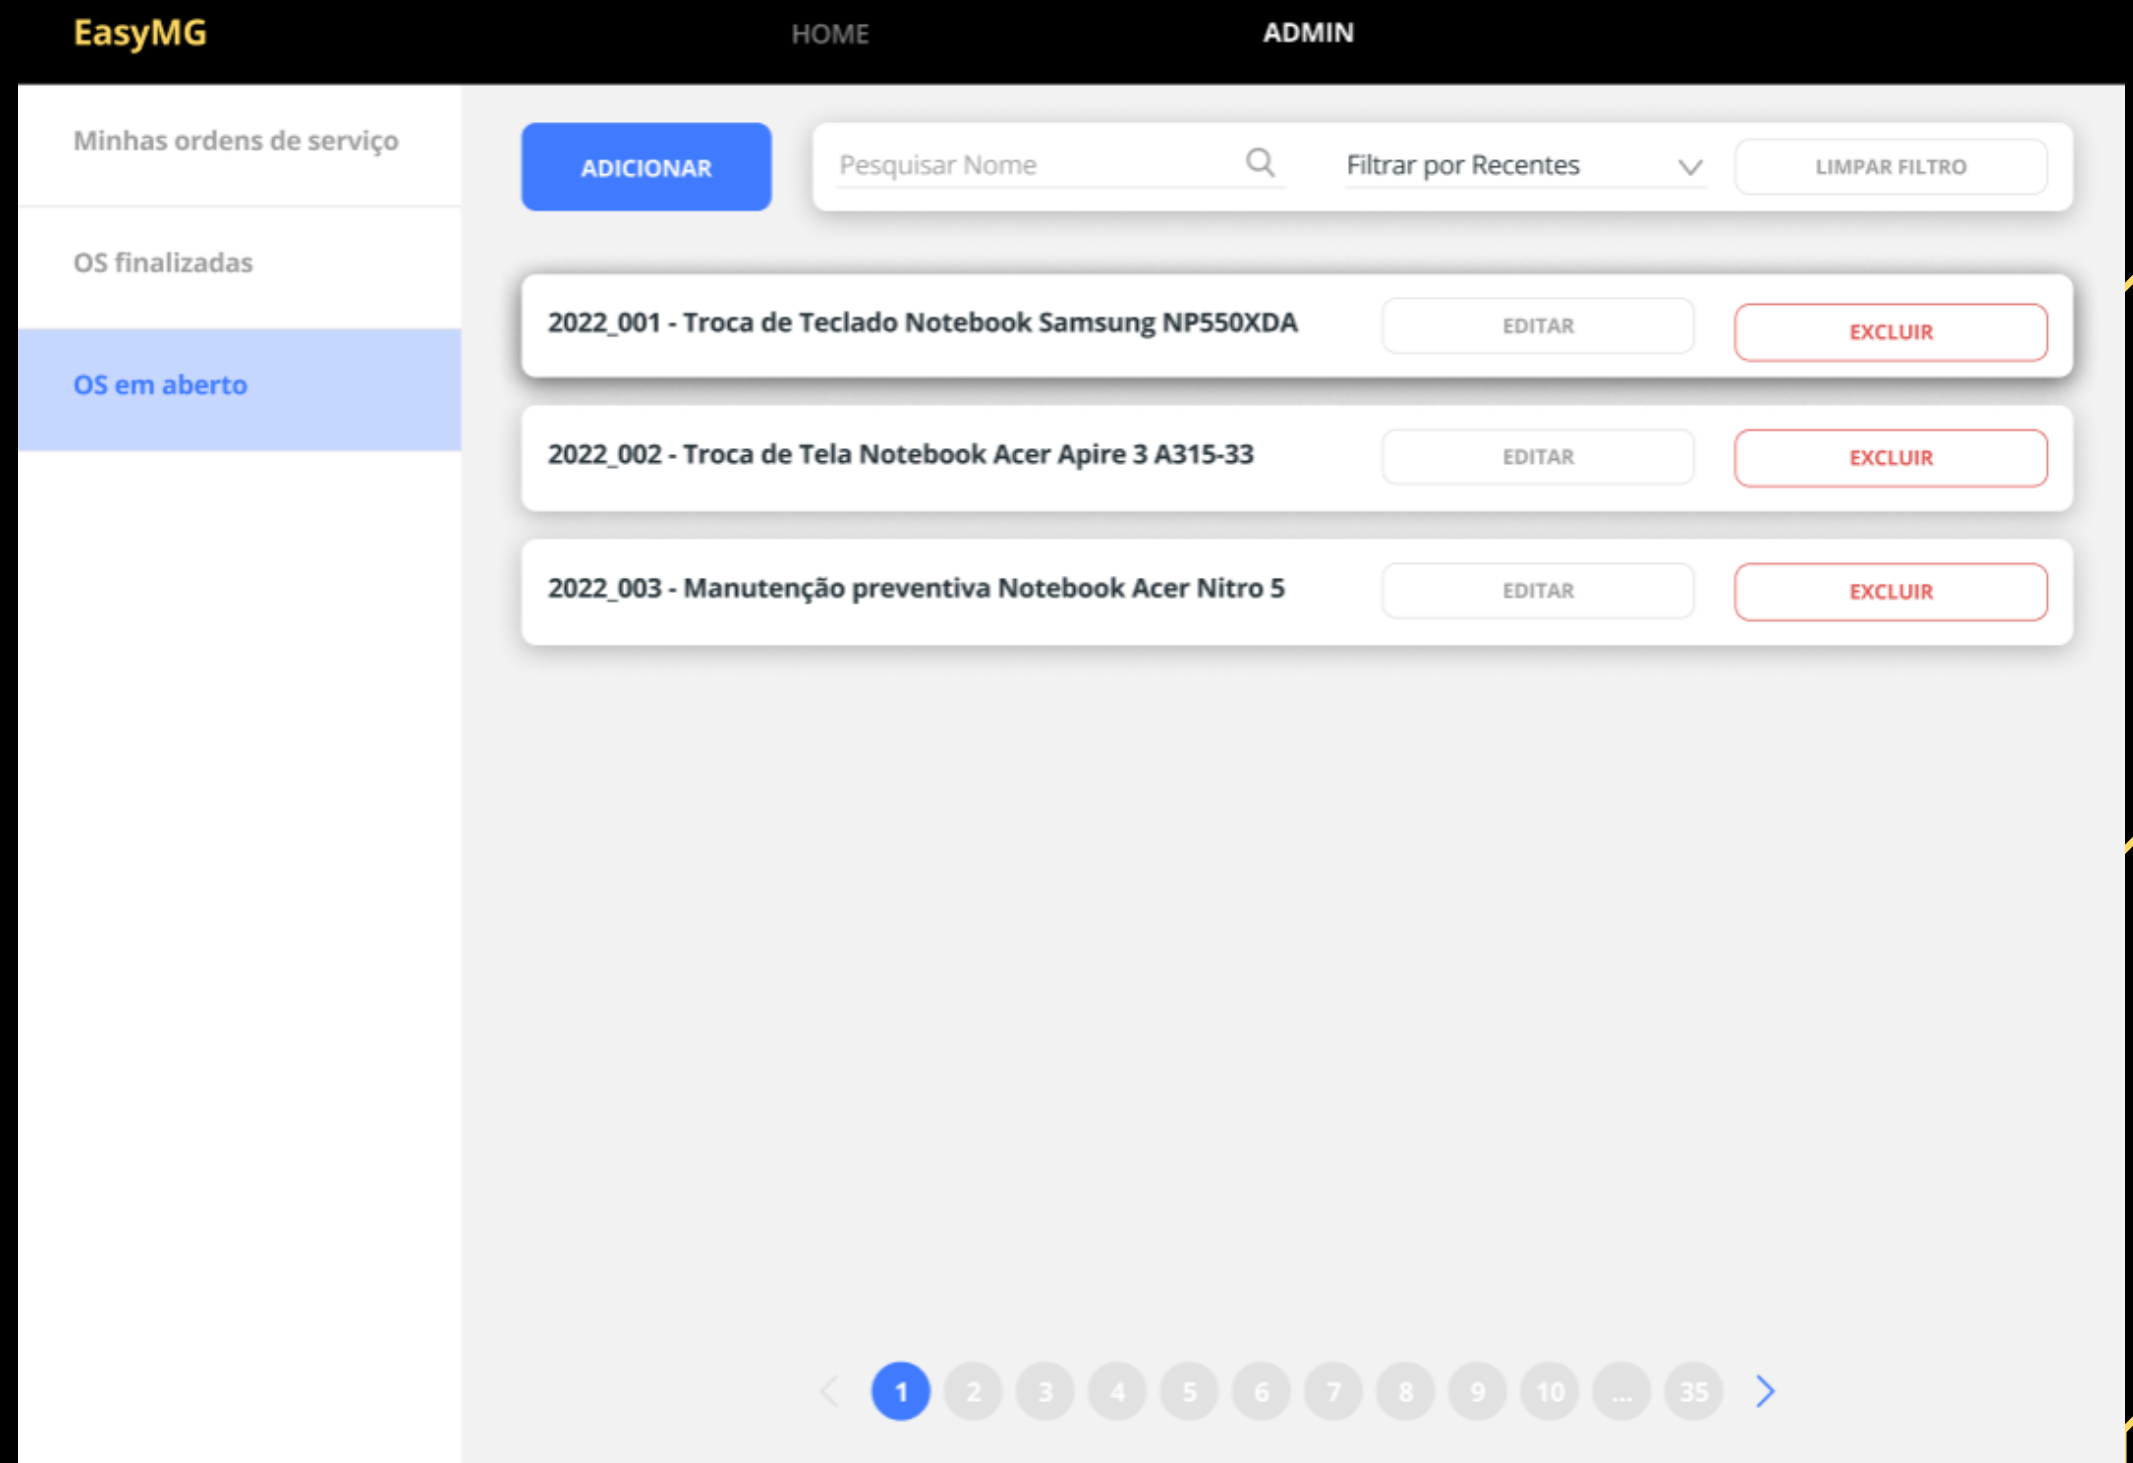 EasyMG
HOME
ADMIN
Minhas ordens de serviço
OS finalizadas
OS em aberto
ADICIONAR
Pesquisar Nome
Filtrar por Recentes
LIMPAR FILTRO
2022_001 - Troca de Teclado Notebook Samsung NP550XDA
EDITAR
EXCLUIR
2022_002 - Troca de Tela Notebook Acer Apire 3 A315-33
EDITAR
EXCLUIR
2022_003 - Manutenção preventiva Notebook Acer Nitro 5
EDITAR
EXCLUIR
1 2 3 4 5 6 7 8 9 10 ... 35